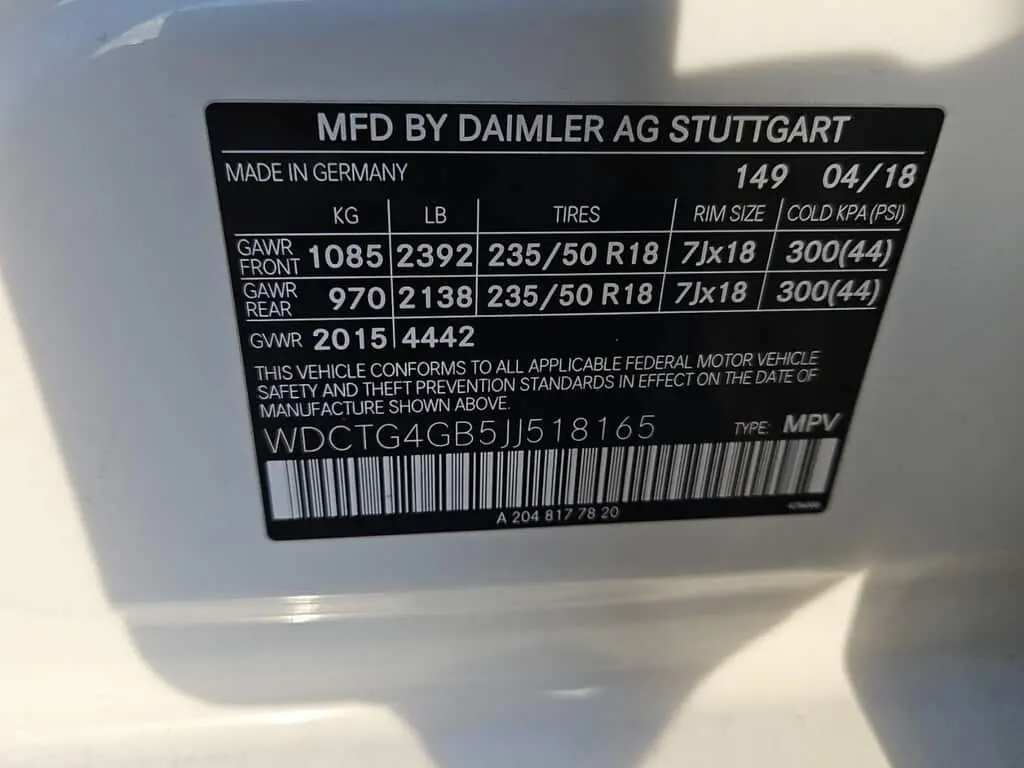 MFD BY DAIMLER AG STUTTGART
MADE IN GERMANY 149 04/18
KG LB TIRES RIM SIZE COLD KPA (PSI)
GAWR FRONT 1085 2392 235/50 R18 7Jx18 300(44)
GAWR REAR 970 2138 235/50 R18 7Jx18 300(44)
GVWR 2015 4442
THIS VEHICLE CONFORMS TO ALL APPLICABLE FEDERAL MOTOR VEHICLE
SAFETY AND THEFT PREVENTION STANDARDS IN EFFECT ON THE DATE OF
MANUFACTURE SHOWN ABOVE.
WDCTG4GB5JJ518165 TYPE: MPV
A 204 817 78 20